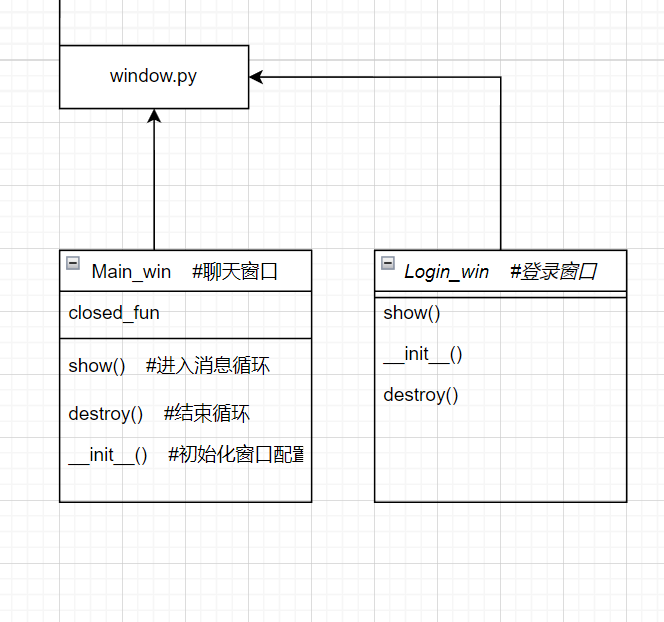 window.py
Main_win #聊天窗口
closed_fun
show() #进入消息循环
destroy() #结束循环
__init__() #初始化窗口配置
Login_win #登录窗口
show()
__init__()
destroy()